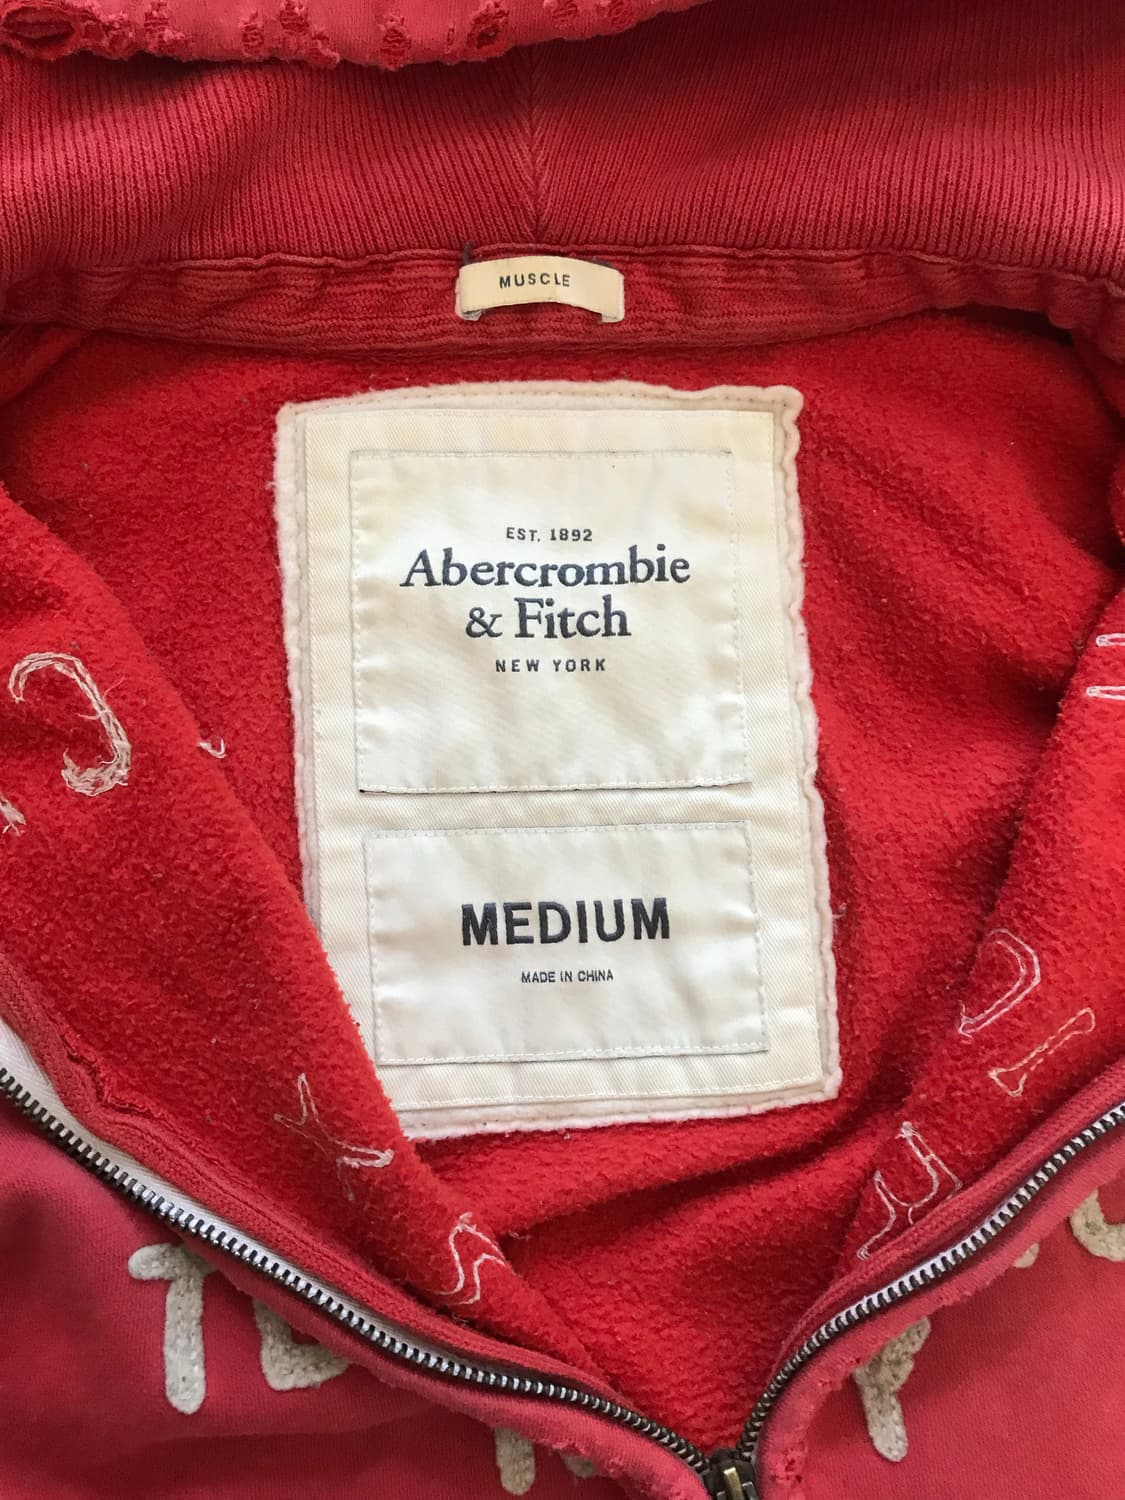 MUSCLE
EST. 1892
Abercrombie
& Fitch
NEW YORK
MEDIUM
MADE IN CHINA